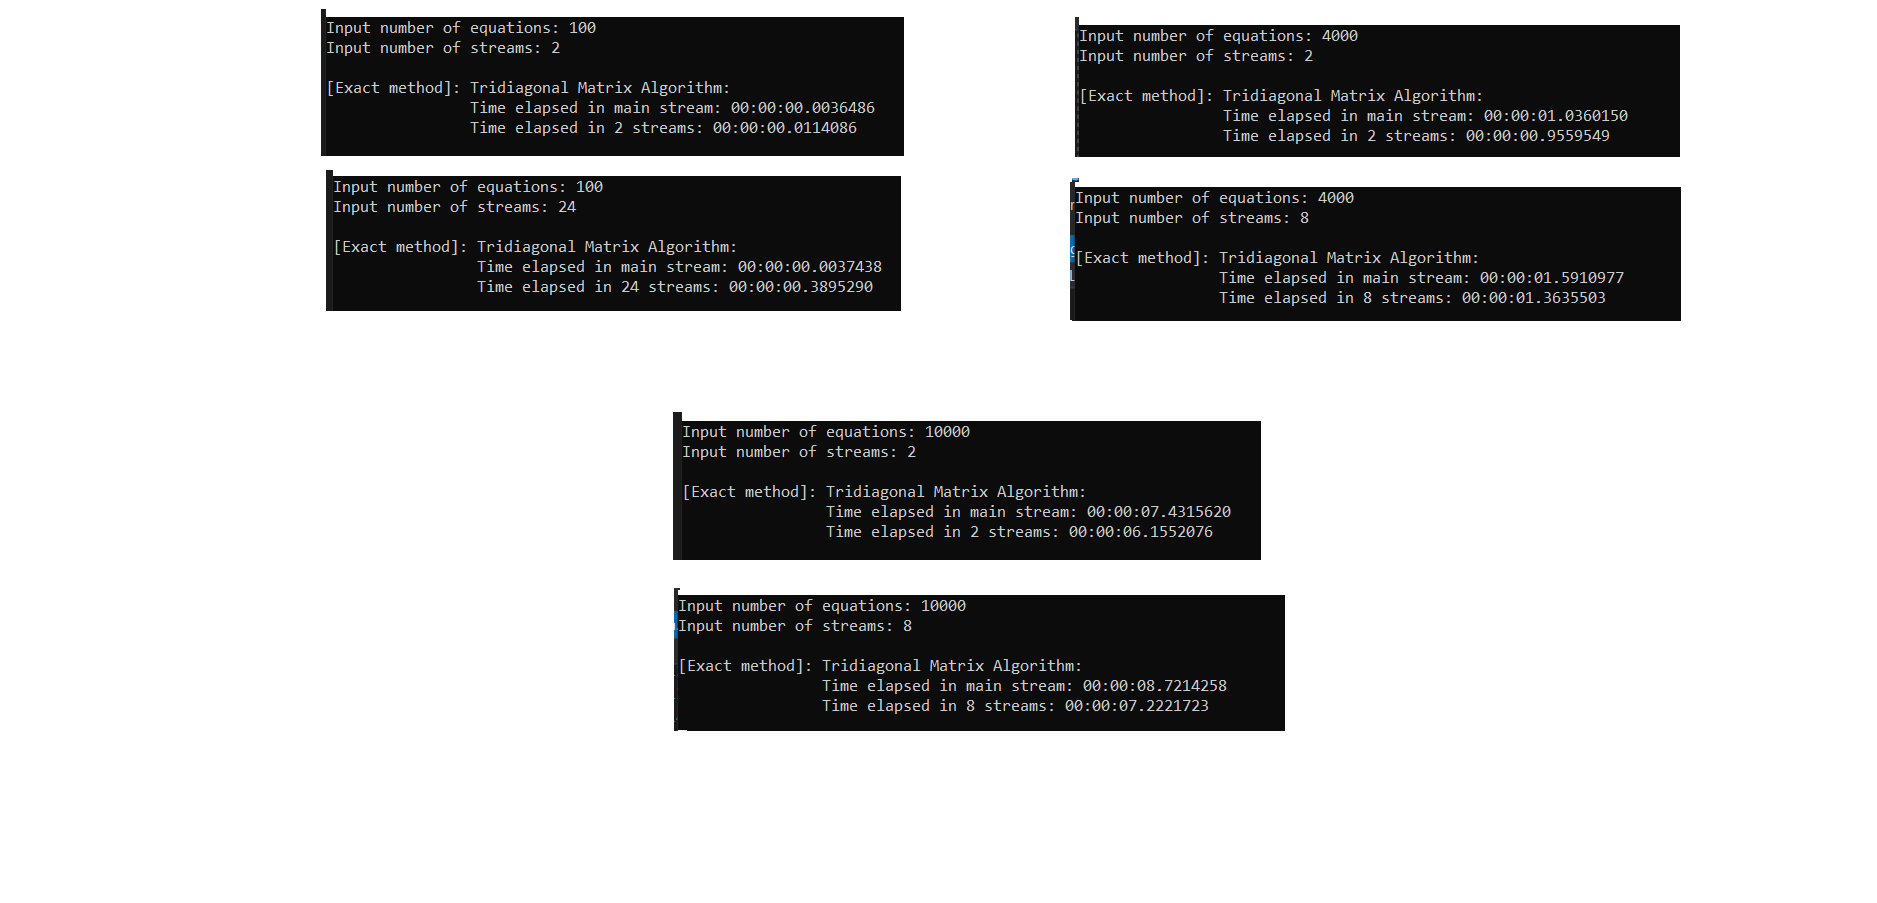 Input number of equations: 100
Input number of streams: 2
[Exact method]: Tridiagonal Matrix Algorithm:
Time elapsed in main stream: 00:00:00.0036486
Time elapsed in 2 streams: 00:00:00.0114086
Input number of equations: 100
Input number of streams: 24
[Exact method]: Tridiagonal Matrix Algorithm:
Time elapsed in main stream: 00:00:00.0037438
Time elapsed in 24 streams: 00:00:00.3895290
Input number of equations: 4000
Input number of streams: 2
[Exact method]: Tridiagonal Matrix Algorithm:
Time elapsed in main stream: 00:00:01.0360150
Time elapsed in 2 streams: 00:00:00.9559549
Input number of equations: 4000
Input number of streams: 8
[Exact method]: Tridiagonal Matrix Algorithm:
Time elapsed in main stream: 00:00:01.5910977
Time elapsed in 8 streams: 00:00:01.3635503
Input number of equations: 10000
Input number of streams: 2
[Exact method]: Tridiagonal Matrix Algorithm:
Time elapsed in main stream: 00:00:07.4315620
Time elapsed in 2 streams: 00:00:06.1552076
Input number of equations: 10000
Input number of streams: 8
[Exact method]: Tridiagonal Matrix Algorithm:
Time elapsed in main stream: 00:00:08.7214258
Time elapsed in 8 streams: 00:00:07.2221723